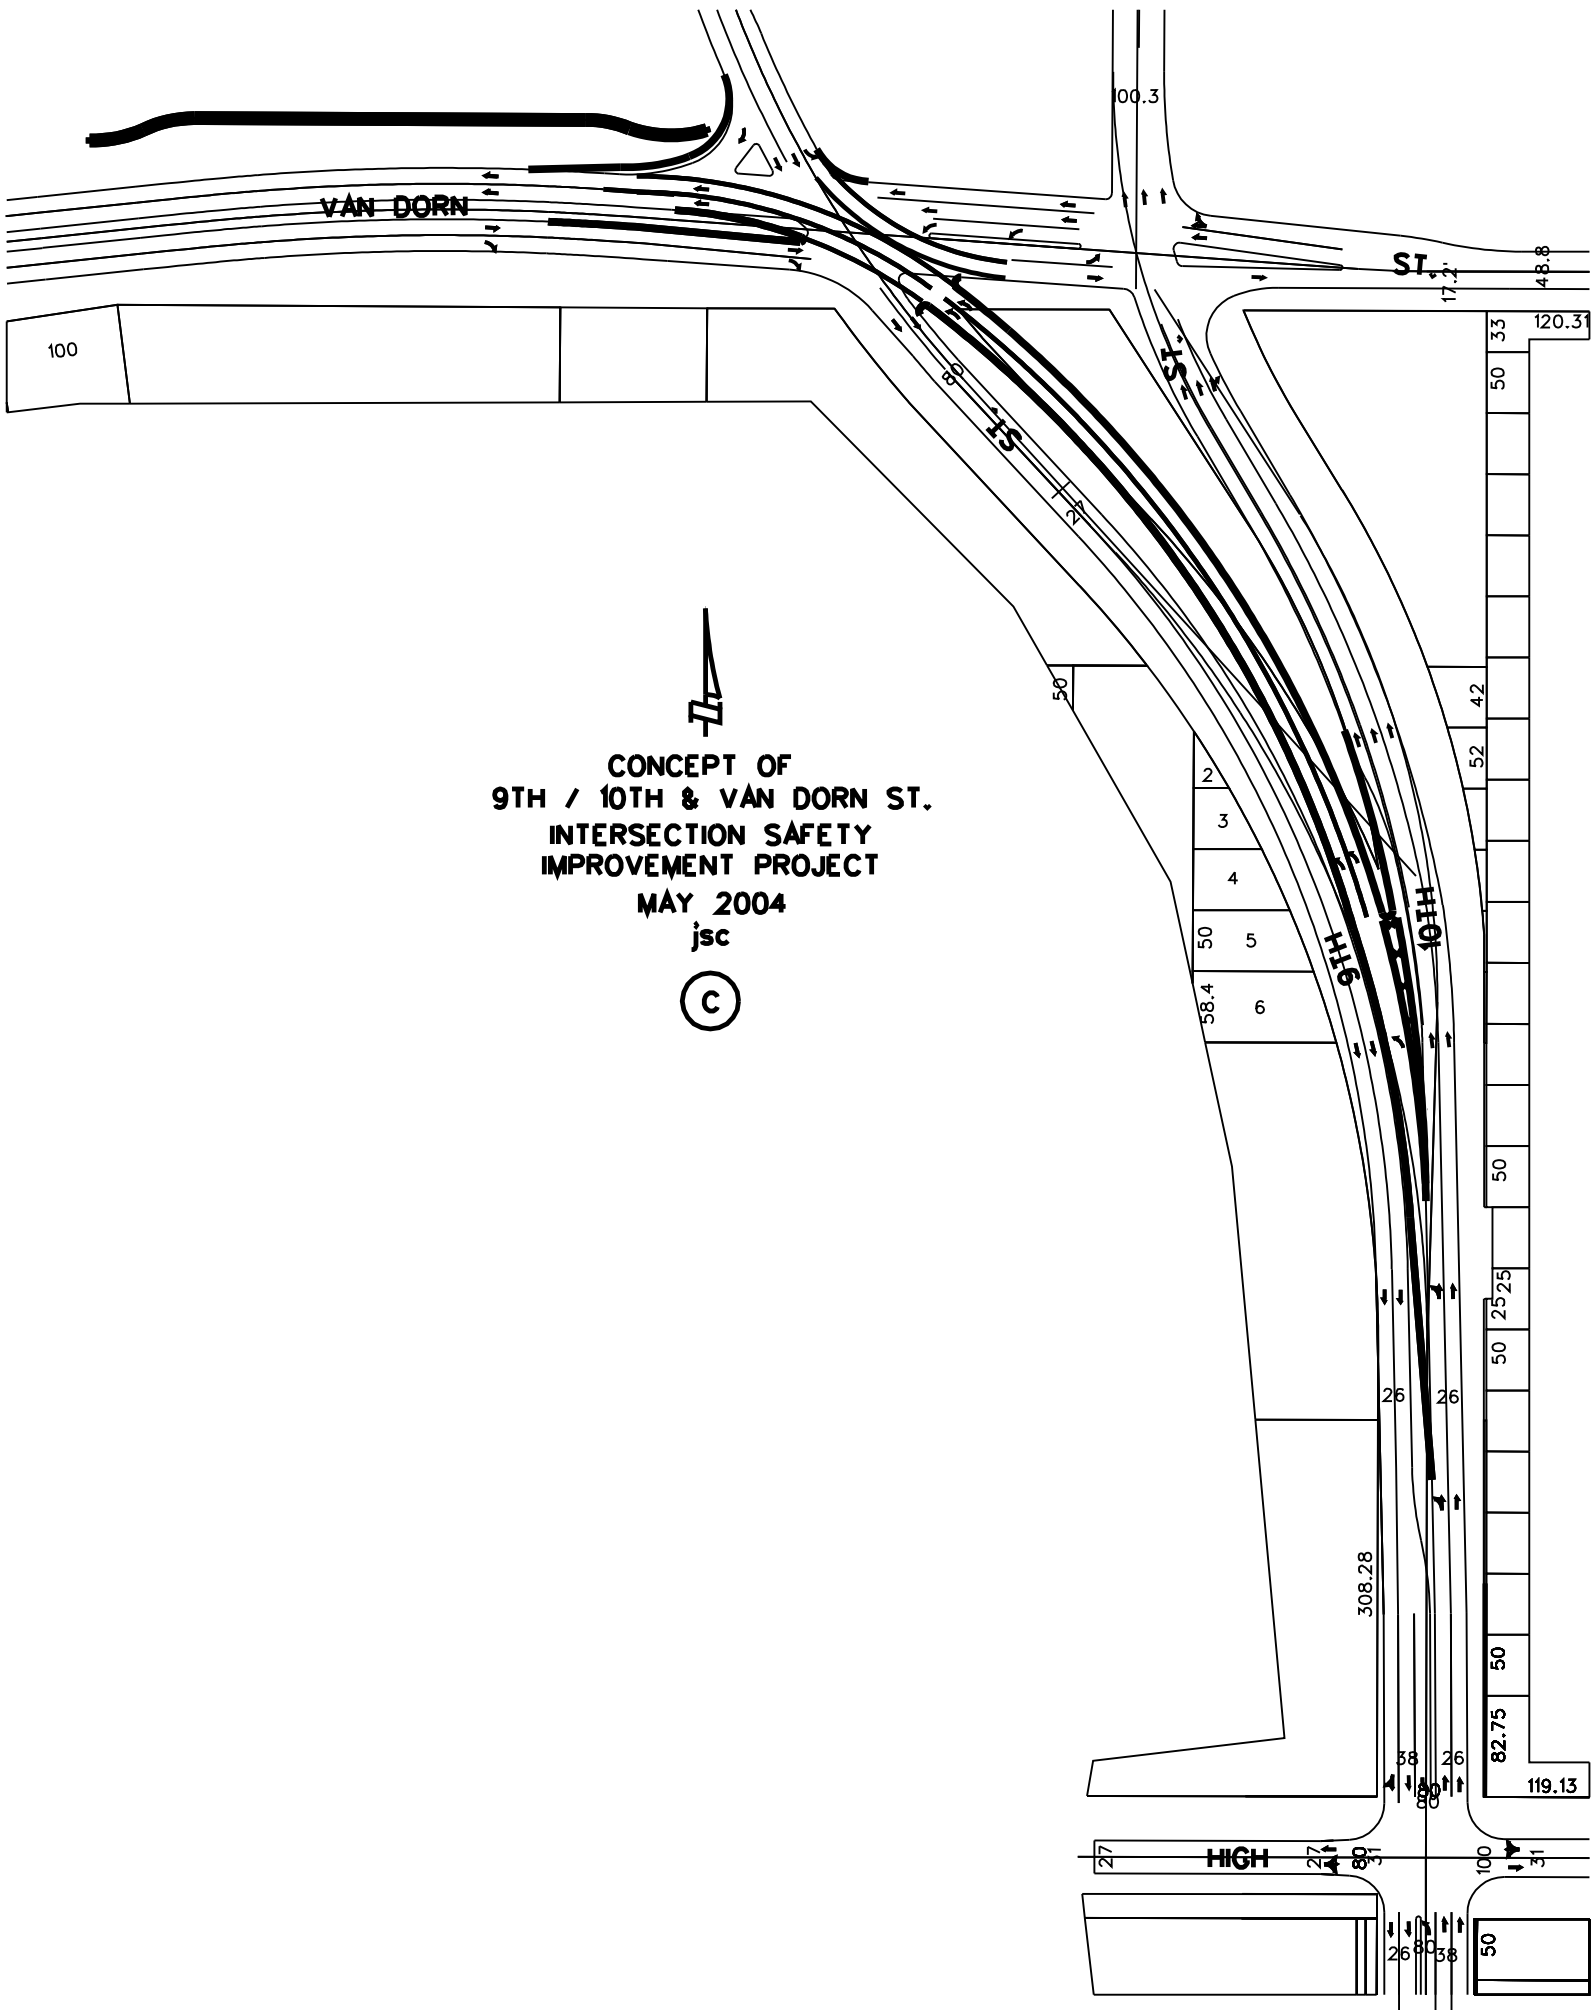 100.3
VAN DORN
ST.
17.2'
48.8
100
33
120.31
50
ST.
80
ST.
27
50
42
52
2
3
4
50 5
58.4 6
CONCEPT OF
9TH / 10TH & VAN DORN ST.
INTERSECTION SAFETY
IMPROVEMENT PROJECT
MAY 2004
jsc
C
10TH
9TH
50
25
25
50
26 26
308.28
50
82.75
38 26
119.13
80
80
27 HIGH 27 80 31 100 31
26 80 38
50